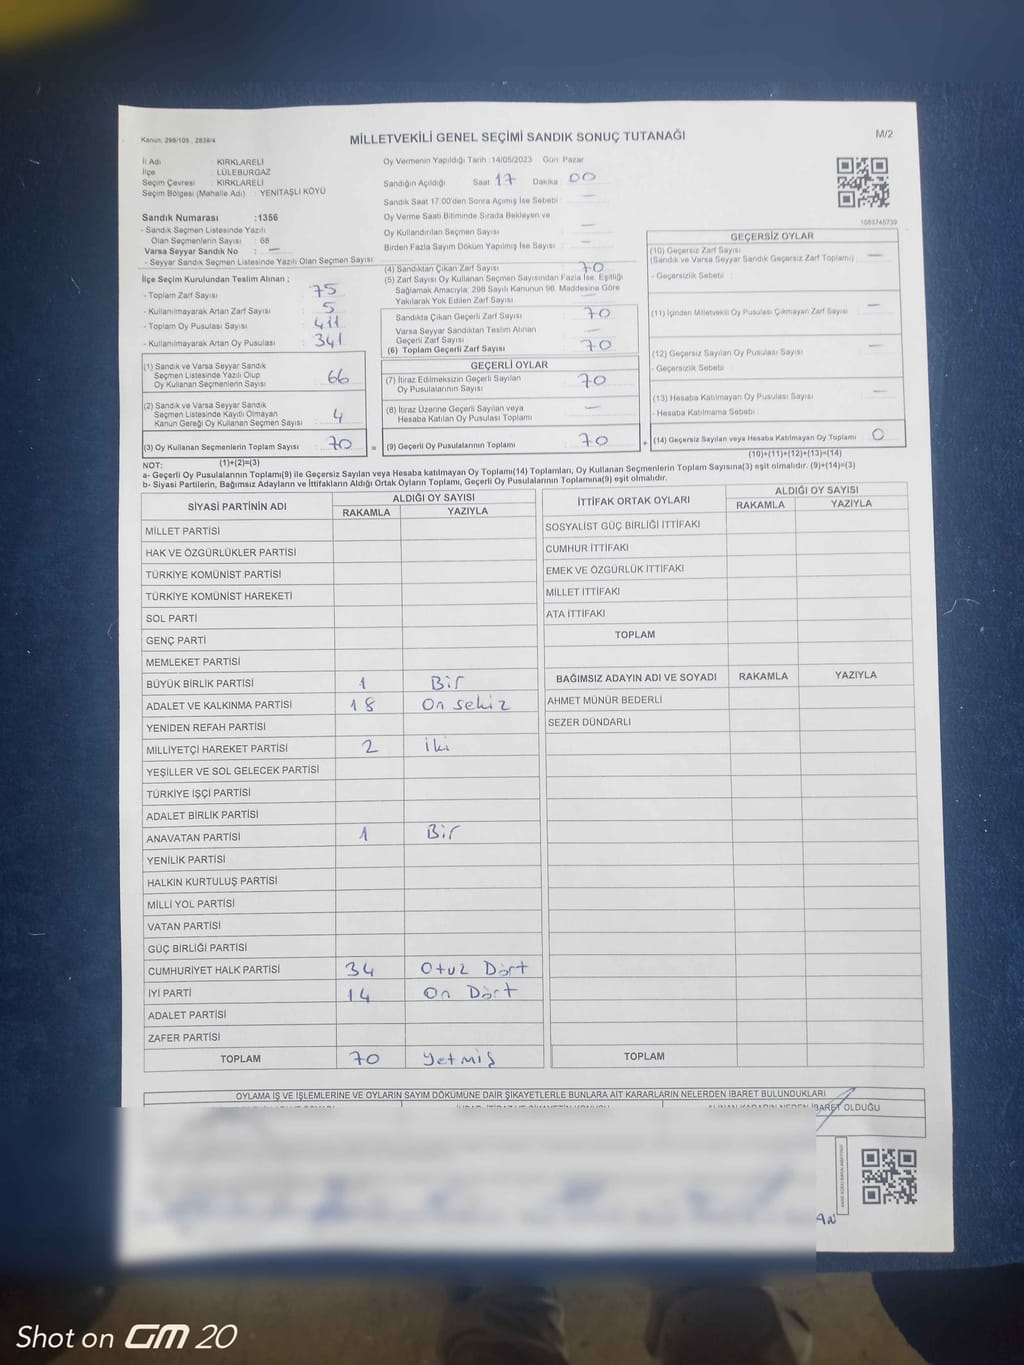 Kanun: 298/105 , 2839/4
MİLLETVEKİLİ GENEL SEÇİMİ SANDIK SONUÇ TUTANAĞI
M/2
İl Adı : KIRKLARELİ
İlçe : LÜLEBURGAZ
Seçim Çevresi : KIRKLARELİ
Seçim Bölgesi (Mahalle Adı) : YENİTAŞLI KÖYÜ
Sandık Numarası :1356
- Sandık Seçmen Listesinde Yazılı
Olan Seçmenlerin Sayısı : 68
Varsa Seyyar Sandık No : —
- Seyyar Sandık Seçmen Listesinde Yazılı Olan Seçmen Sayısı:
İlçe Seçim Kurulundan Teslim Alınan ;
- Toplam Zarf Sayısı : 75
- Kullanılmayarak Artan Zarf Sayısı : 5
- Toplam Oy Pusulası Sayısı : 411
- Kullanılmayarak Artan Oy Pusulası : 341
(1) Sandık ve Varsa Seyyar Sandık
Seçmen Listesinde Yazılı Olup
Oy Kullanan Seçmenlerin Sayısı : 66
(2) Sandık ve Varsa Seyyar Sandık
Seçmen Listesinde Kayıtlı Olmayan
Kanun Gereği Oy Kullanan Seçmen Sayısı : 4
(3) Oy Kullanan Seçmenlerin Toplam Sayısı : 70
(1)+(2)=(3)
Oy Vermenin Yapıldığı Tarih :14/05/2023 Gün: Pazar
Sandığın Açıldığı Saat 17 Dakika 00
Sandık Saat 17.00'den Sonra Açılmış İse Sebebi: —
Oy Verme Saati Bitiminde Sırada Bekleyen ve
Oy Kullandırılan Seçmen Sayısı : —
Birden Fazla Sayım Döküm Yapılmış İse Sayısı : —
(4) Sandıktan Çıkan Zarf Sayısı : 70
(5) Zarf Sayısı Oy Kullanan Seçmen Sayısından Fazla İse, Eşitliği
Sağlamak Amacıyla; 298 Sayılı Kanunun 98. Maddesine Göre
Yakılarak Yok Edilen Zarf Sayısı : —
Sandıkta Çıkan Geçerli Zarf Sayısı : 70
Varsa Seyyar Sandıktan Teslim Alınan
Geçerli Zarf Sayısı : —
(6) Toplam Geçerli Zarf Sayısı : 70
GEÇERLİ OYLAR
(7) İtiraz Edilmeksizin Geçerli Sayılan
Oy Pusulalarının Sayısı : 70
(8) İtiraz Üzerine Geçerli Sayılan veya
Hesaba Katılan Oy Pusulası Toplamı : —
= (9) Geçerli Oy Pusulalarının Toplamı : 70
1083745739
GEÇERSİZ OYLAR
(10) Geçersiz Zarf Sayısı
(Sandık ve Varsa Seyyar Sandık Geçersiz Zarf Toplamı) : —
- Geçersizlik Sebebi :
(11) İçinden Milletvekili Oy Pusulası Çıkmayan Zarf Sayısı : —
(12) Geçersiz Sayılan Oy Pusulası Sayısı : —
- Geçersizlik Sebebi :
(13) Hesaba Katılmayan Oy Pusulası Sayısı : —
- Hesaba Katılmama Sebebi :
+ (14) Geçersiz Sayılan veya Hesaba Katılmayan Oy Toplamı : 0
(10)+(11)+(12)+(13)=(14)
NOT:
a- Geçerli Oy Pusulalarının Toplamı(9) ile Geçersiz Sayılan veya Hesaba katılmayan Oy Toplamı(14) Toplamları, Oy Kullanan Seçmenlerin Toplam Sayısına(3) eşit olmalıdır. (9)+(14)=(3)
b- Siyasi Partilerin, Bağımsız Adayların ve İttifakların Aldığı Ortak Oyların Toplamı, Geçerli Oy Pusulalarının Toplamına(9) eşit olmalıdır.
SİYASİ PARTİNİN ADI ALDIĞI OY SAYISI
RAKAMLA YAZIYLA
MİLLET PARTİSİ
HAK VE ÖZGÜRLÜKLER PARTİSİ
TÜRKİYE KOMÜNİST PARTİSİ
TÜRKİYE KOMÜNİST HAREKETİ
SOL PARTİ
GENÇ PARTİ
MEMLEKET PARTİSİ
BÜYÜK BİRLİK PARTİSİ 1 Bir
ADALET VE KALKINMA PARTİSİ 18 On sekiz
YENİDEN REFAH PARTİSİ
MİLLİYETÇİ HAREKET PARTİSİ 2 iki
YEŞİLLER VE SOL GELECEK PARTİSİ
TÜRKİYE İŞÇİ PARTİSİ
ADALET BİRLİK PARTİSİ
ANAVATAN PARTİSİ 1 Bir
YENİLİK PARTİSİ
HALKIN KURTULUŞ PARTİSİ
MİLLİ YOL PARTİSİ
VATAN PARTİSİ
GÜÇ BİRLİĞİ PARTİSİ
CUMHURİYET HALK PARTİSİ 34 Otuz Dört
İYİ PARTİ 14 On Dört
ADALET PARTİSİ
ZAFER PARTİSİ
TOPLAM 70 Yetmiş
İTTİFAK ORTAK OYLARI ALDIĞI OY SAYISI
RAKAMLA YAZIYLA
SOSYALİST GÜÇ BİRLİĞİ İTTİFAKI
CUMHUR İTTİFAKI
EMEK VE ÖZGÜRLÜK İTTİFAKI
MİLLET İTTİFAKI
ATA İTTİFAKI
TOPLAM
BAĞIMSIZ ADAYIN ADI VE SOYADI RAKAMLA YAZIYLA
AHMET MÜNÜR BEDERLİ
SEZER DÜNDARLI
TOPLAM
OYLAMA İŞ VE İŞLEMLERİNE VE OYLARIN SAYIM DÖKÜMÜNE DAİR ŞİKAYETLERLE BUNLARA AİT KARARLARIN NELERDEN İBARET BULUNDUKLARI
İBARET OLDUĞU
AN
Shot on GM 20